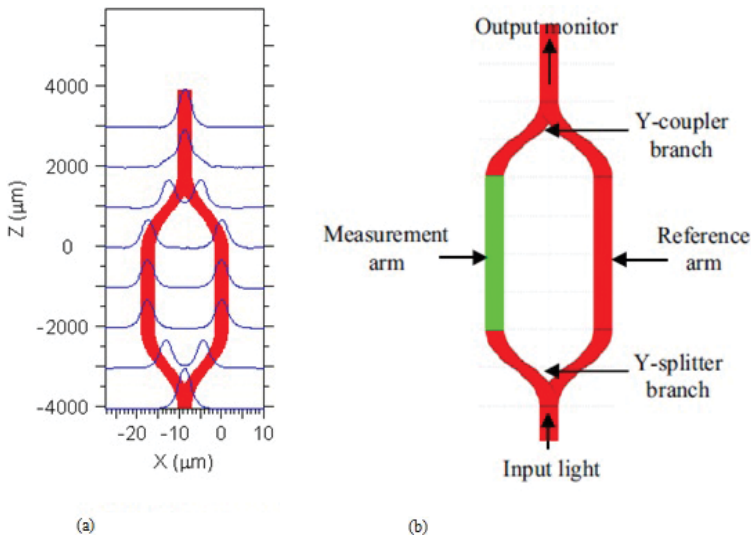 4000
2000
0
-2000
-4000
Z (μm)
-20 -10 0 10
X (μm)
(a)
Output monitor
Y-coupler
branch
Measurement
arm
Reference
arm
Y-splitter
branch
Input light
(b)